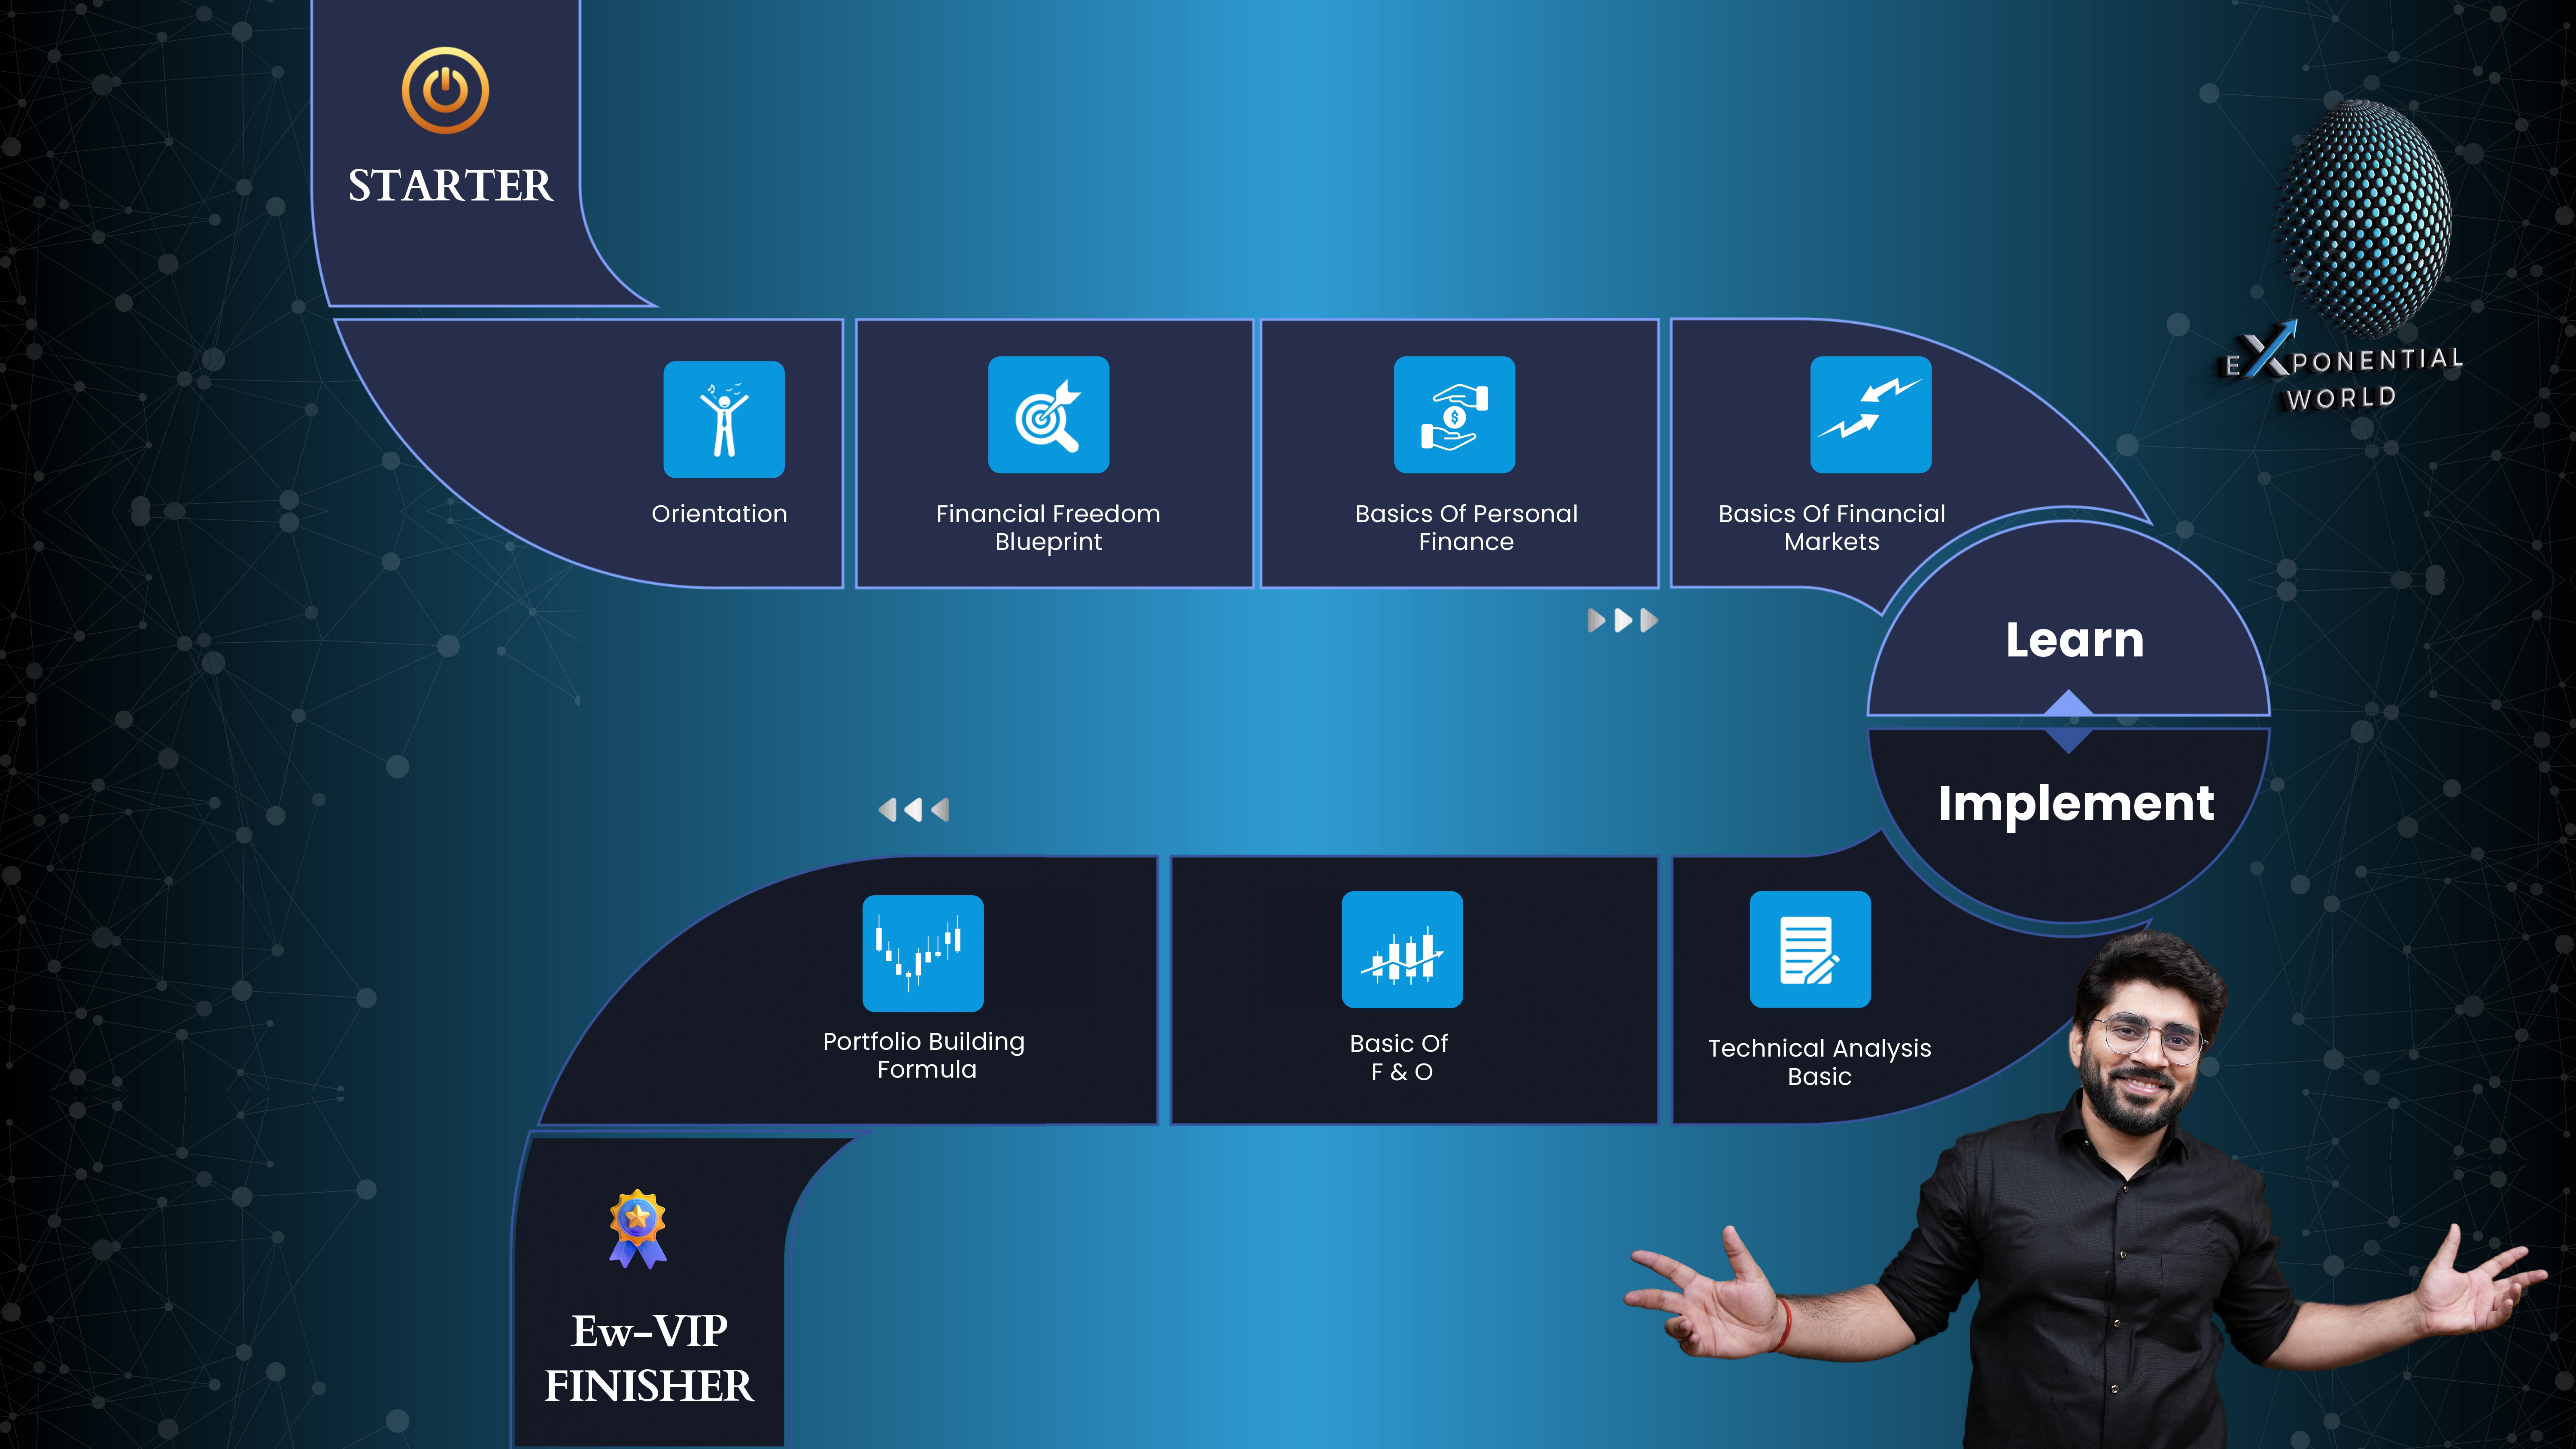 STARTER
EXPONENTIAL
WORLD
Orientation
Financial Freedom
Blueprint
Basics Of Personal
Finance
Basics Of Financial
Markets
Learn
Implement
Technical Analysis
Basic
Basic Of
F & O
Portfolio Building
Formula
Ew-VIP
FINISHER